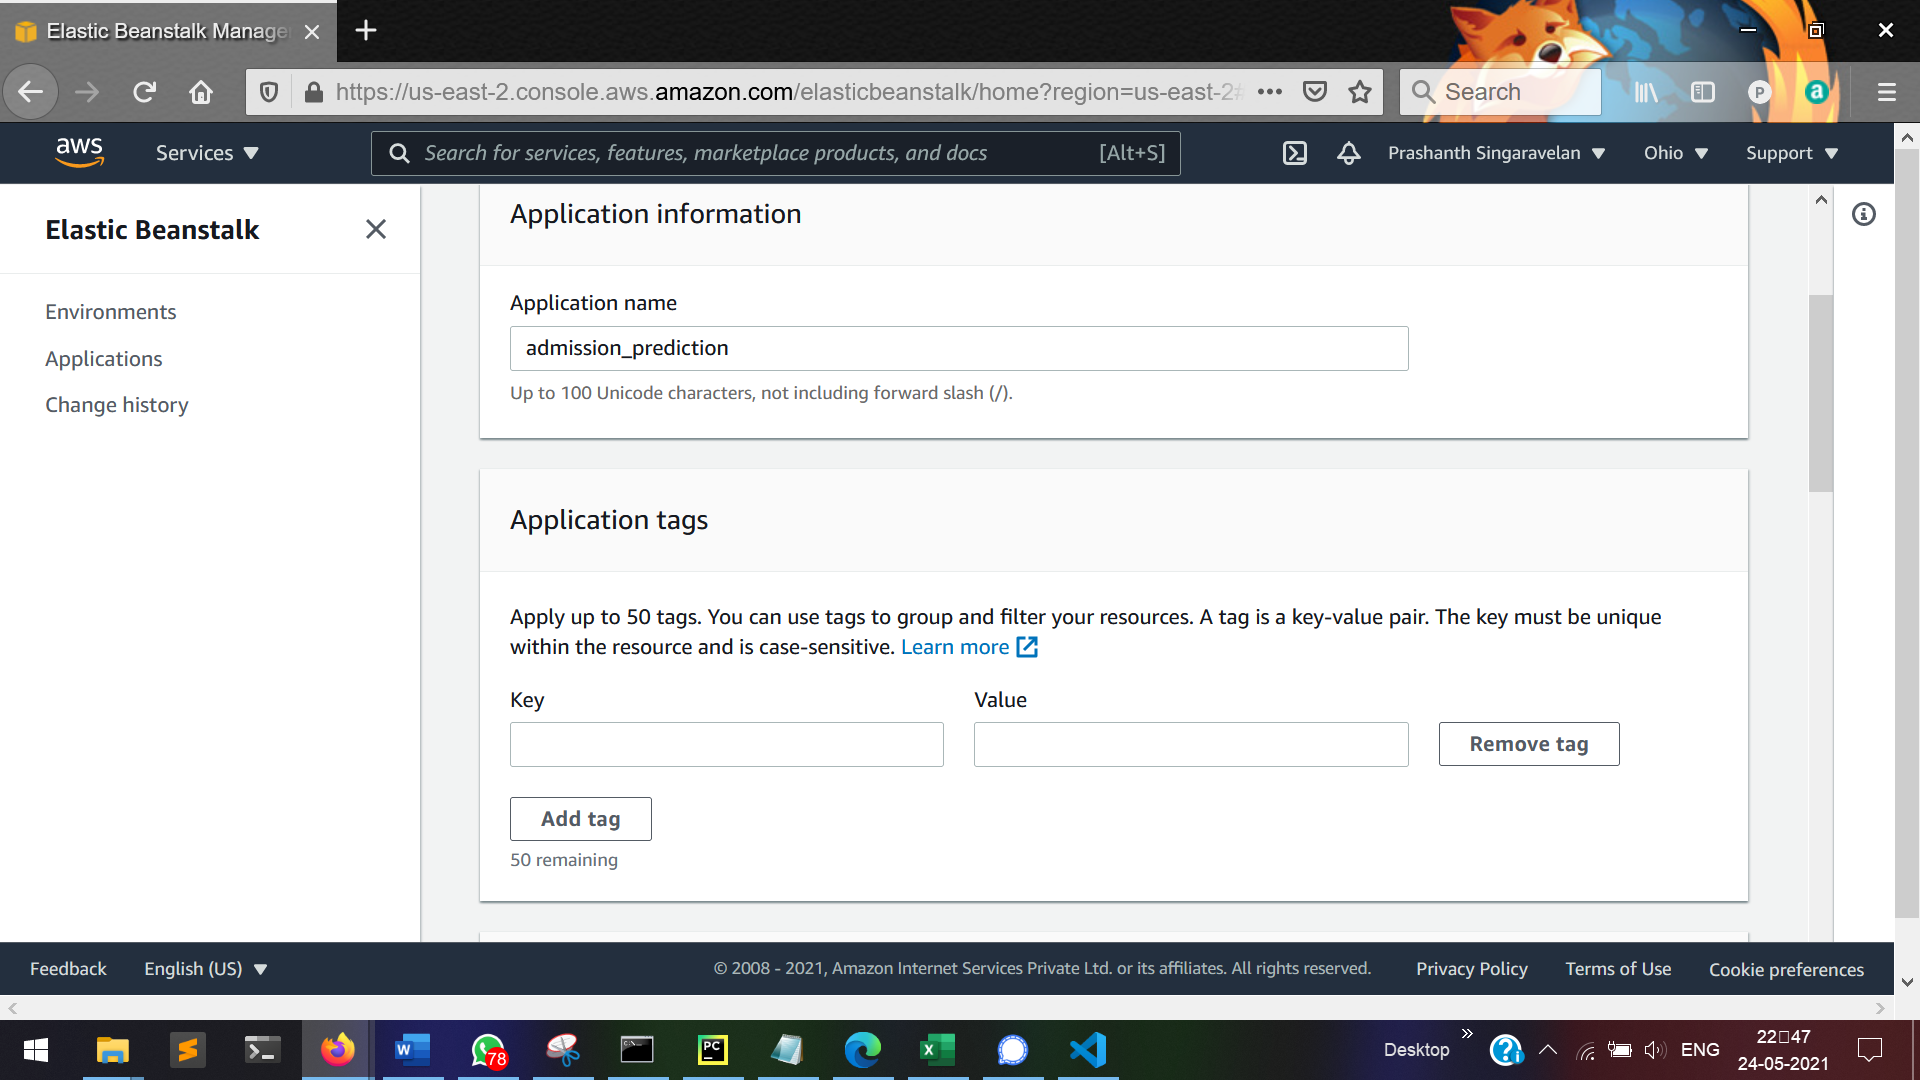 Elastic Beanstalk Manage
https://us-east-2.console.aws.amazon.com/elasticbeanstalk/home?region=us-east-2#
Search
aws
Services
Search for services, features, marketplace products, and docs
[Alt+S]
Prashanth Singaravelan
Ohio
Support
Elastic Beanstalk
Environments
Applications
Change history
Application information
Application name
admission_prediction
Up to 100 Unicode characters, not including forward slash (/).
Application tags
Apply up to 50 tags. You can use tags to group and filter your resources. A tag is a key-value pair. The key must be unique
within the resource and is case-sensitive. Learn more
Key
Value
Remove tag
Add tag
50 remaining
Feedback
English (US)
© 2008 - 2021, Amazon Internet Services Private Ltd. or its affiliates. All rights reserved.
Privacy Policy
Terms of Use
Cookie preferences
78
PC
Desktop
ENG
22:47
24-05-2021